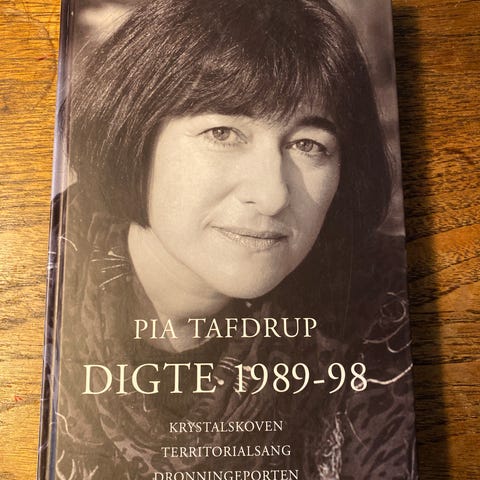 PIA TAFDRUP
DIGTE 1989-98
KRYSTALSKOVEN
TERRITORIALSANG
DRONNINGEPORTEN